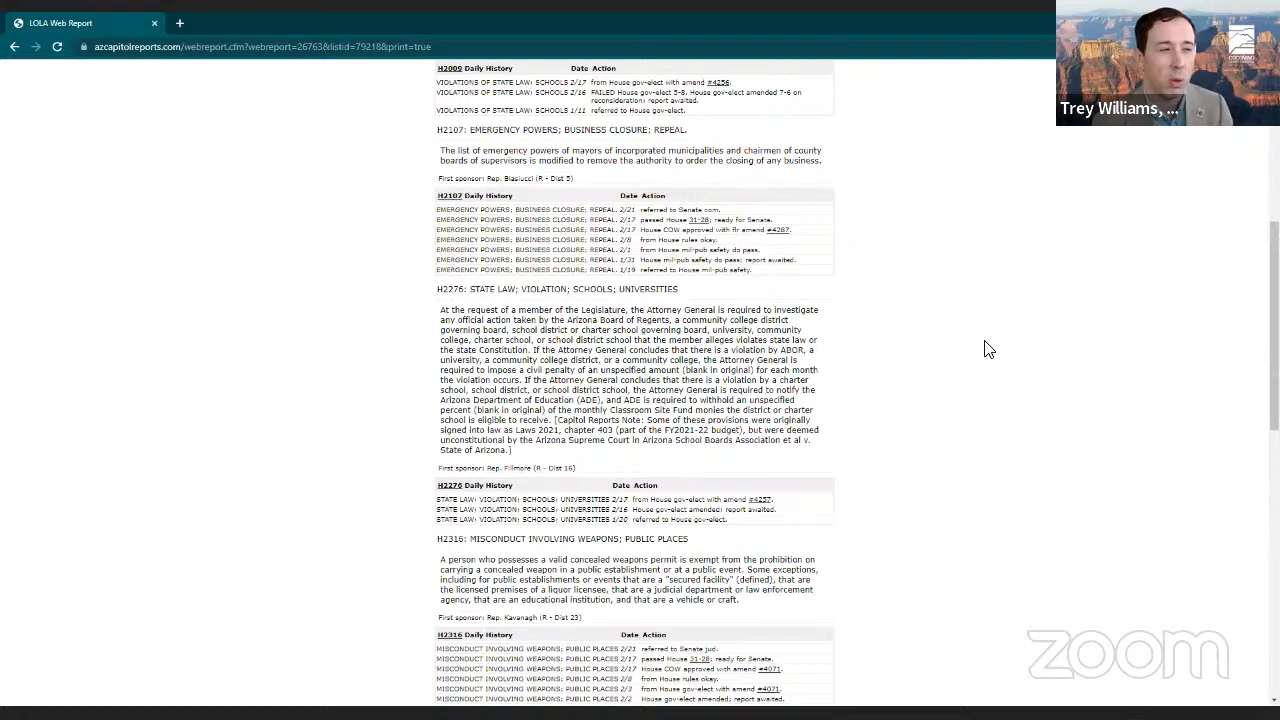 LOLA Web Report
azcapitolreports.com/webreport.cfm?webreport=26763&listid=79218&print=true
H2009 Daily History Date Action
VIOLATIONS OF STATE LAW; SCHOOLS 2/17 from House gov-elect with amend #4256.
VIOLATIONS OF STATE LAW; SCHOOLS 2/16 FAILED House gov-elect 5-8. House gov-elect amended 7-6 on
reconsideration; report awaited.
VIOLATIONS OF STATE LAW; SCHOOLS 1/11 referred to House gov-elect.
H2107: EMERGENCY POWERS; BUSINESS CLOSURE; REPEAL.
The list of emergency powers of mayors of incorporated municipalities and chairmen of county
boards of supervisors is modified to remove the authority to order the closing of any business.
First sponsor: Rep. Biasiucci (R - Dist 5)
H2107 Daily History Date Action
EMERGENCY POWERS; BUSINESS CLOSURE; REPEAL. 2/21 referred to Senate com.
EMERGENCY POWERS; BUSINESS CLOSURE; REPEAL. 2/17 passed House 31-28; ready for Senate.
EMERGENCY POWERS; BUSINESS CLOSURE; REPEAL. 2/17 House COW approved with flr amend #4287.
EMERGENCY POWERS; BUSINESS CLOSURE; REPEAL. 2/8 from House rules okay.
EMERGENCY POWERS; BUSINESS CLOSURE; REPEAL. 2/1 from House mil-pub safety do pass.
EMERGENCY POWERS; BUSINESS CLOSURE; REPEAL. 1/31 House mil-pub safety do pass; report awaited.
EMERGENCY POWERS; BUSINESS CLOSURE; REPEAL. 1/19 referred to House mil-pub safety.
H2276: STATE LAW; VIOLATION; SCHOOLS; UNIVERSITIES
At the request of a member of the Legislature, the Attorney General is required to investigate
any official action taken by the Arizona Board of Regents, a community college district
governing board, school district or charter school governing board, university, community
college, charter school, or school district school that the member alleges violates state law or
the state Constitution. If the Attorney General concludes that there is a violation by ABOR, a
university, a community college district, or a community college, the Attorney General is
required to impose a civil penalty of an unspecified amount (blank in original) for each month
the violation occurs. If the Attorney General concludes that there is a violation by a charter
school, school district, or school district school, the Attorney General is required to notify the
Arizona Department of Education (ADE), and ADE is required to withhold an unspecified
percent (blank in original) of the monthly Classroom Site Fund monies the district or charter
school is eligible to receive. [Capitol Reports Note: Some of these provisions were originally
signed into law as Laws 2021, chapter 403 (part of the FY2021-22 budget), but were deemed
unconstitutional by the Arizona Supreme Court in Arizona School Boards Association et al v.
State of Arizona.]
First sponsor: Rep. Fillmore (R - Dist 16)
H2276 Daily History Date Action
STATE LAW; VIOLATION; SCHOOLS; UNIVERSITIES 2/17 from House gov-elect with amend #4257.
STATE LAW; VIOLATION; SCHOOLS; UNIVERSITIES 2/16 House gov-elect amended; report awaited.
STATE LAW; VIOLATION; SCHOOLS; UNIVERSITIES 1/20 referred to House gov-elect.
H2316: MISCONDUCT INVOLVING WEAPONS; PUBLIC PLACES
A person who possesses a valid concealed weapons permit is exempt from the prohibition on
carrying a concealed weapon in a public establishment or at a public event. Some exceptions,
including for public establishments or events that are a "secured facility" (defined), that are
the licensed premises of a liquor licensee, that are a judicial department or law enforcement
agency, that are an educational institution, and that are a vehicle or craft.
First sponsor: Rep. Kavanagh (R - Dist 23)
H2316 Daily History Date Action
MISCONDUCT INVOLVING WEAPONS; PUBLIC PLACES 2/21 referred to Senate jud.
MISCONDUCT INVOLVING WEAPONS; PUBLIC PLACES 2/17 passed House 31-28; ready for Senate.
MISCONDUCT INVOLVING WEAPONS; PUBLIC PLACES 2/17 House COW approved with amend #4071.
MISCONDUCT INVOLVING WEAPONS; PUBLIC PLACES 2/8 from House rules okay.
MISCONDUCT INVOLVING WEAPONS; PUBLIC PLACES 2/3 from House gov-elect with amend #4071.
MISCONDUCT INVOLVING WEAPONS; PUBLIC PLACES 2/2 House gov-elect amended; report awaited.
COCONINO
Trey Williams, ...
zoom